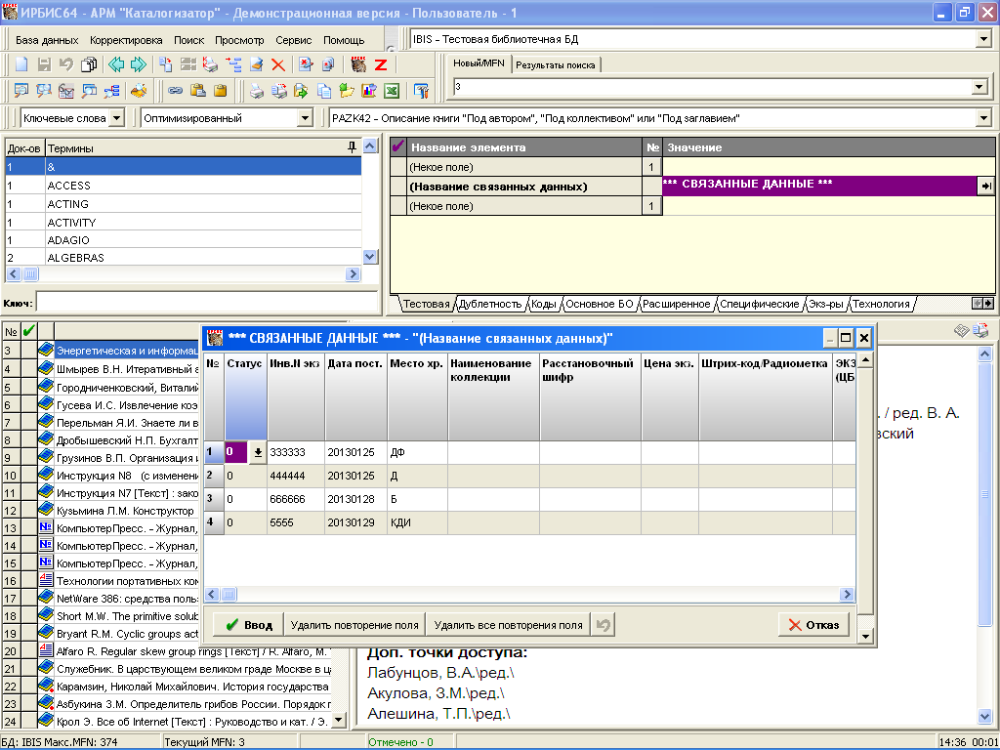 ИРБИС64 - АРМ "Каталогизатор" - Демонстрационная версия - Пользователь - 1
База данных Корректировка Поиск Просмотр Сервис Помощь
IBIS - Тестовая библиотечная БД
Новый/MFN Результаты поиска
3
Ключевые слова Оптимизированный PAZK42 - Описание книги "Под автором", "Под коллективом" или "Под заглавием"
Док-ов Термины
1 &
1 ACCESS
1 ACTING
1 ACTIVITY
1 ADAGIO
2 ALGEBRAS
Ключ:
Название элемента № Значение
(Некое поле) 1
(Название связанных данных) *** СВЯЗАННЫЕ ДАННЫЕ ***
(Некое поле) 1
Тестовая Дублетность Коды Основное БО Расширенное Специфические Экз-ры Технология
№
3 Энергетическая и информац
4 Шмырев В.Н. Итеративный а
5 Городниченковский, Виталий
6 Гусева И.С. Извлечение коэ
7 Перельман Я.И. Знаете ли в
8 Дробышевский Н.П. Бухгалт
9 Грузинов В.П. Организация и
10 Инструкция N8 (с изменени
11 Инструкция N7 [Текст] : зако
12 Кузьмина Л.М. Конструктор
13 КомпьютерПресс. - Журнал,
14 КомпьютерПресс. - Журнал,
15 КомпьютерПресс. - Журнал,
16 Технологии портативных ком
17 NetWare 386: средства поль
18 Short M.W. The primitive solub
19 Bryant R.M. Cyclic groups act
20 Alfaro R. Regular skew group rings [Текст] / R. Alfaro, M.
21 Служебник. В царствующем великом граде Москве в ц
22 Карамзин, Николай Михайлович. История государства
23 Азбукина З.М. Определитель грибов России. Порядок г
24 Крол Э. Все об Internet [Текст] : Руководство и кат. / Э.
*** СВЯЗАННЫЕ ДАННЫЕ *** - "(Название связанных данных)"
№ Статус Инв.N экз Дата пост. Место хр. Наименование коллекции Расстановочный шифр Цена экз. Штрих-код/Радиометка ЭКЗ (ЦБ
1 0 333333 20130125 ДФ
2 0 444444 20130125 Д
3 0 666666 20130128 Б
4 0 5555 20130129 КДИ
Ввод Удалить повторение поля Удалить все повторения поля Отказ
. / ред. В. А.
вский
Доп. точки доступа:
Лабунцов, В.А.\ред.\
Акулова, З.М.\ред.\
Алешина, Т.П.\ред.\
БД: IBIS Макс.MFN: 374 Текущий MFN: 3 Отмечено - 0 14:36 00:01